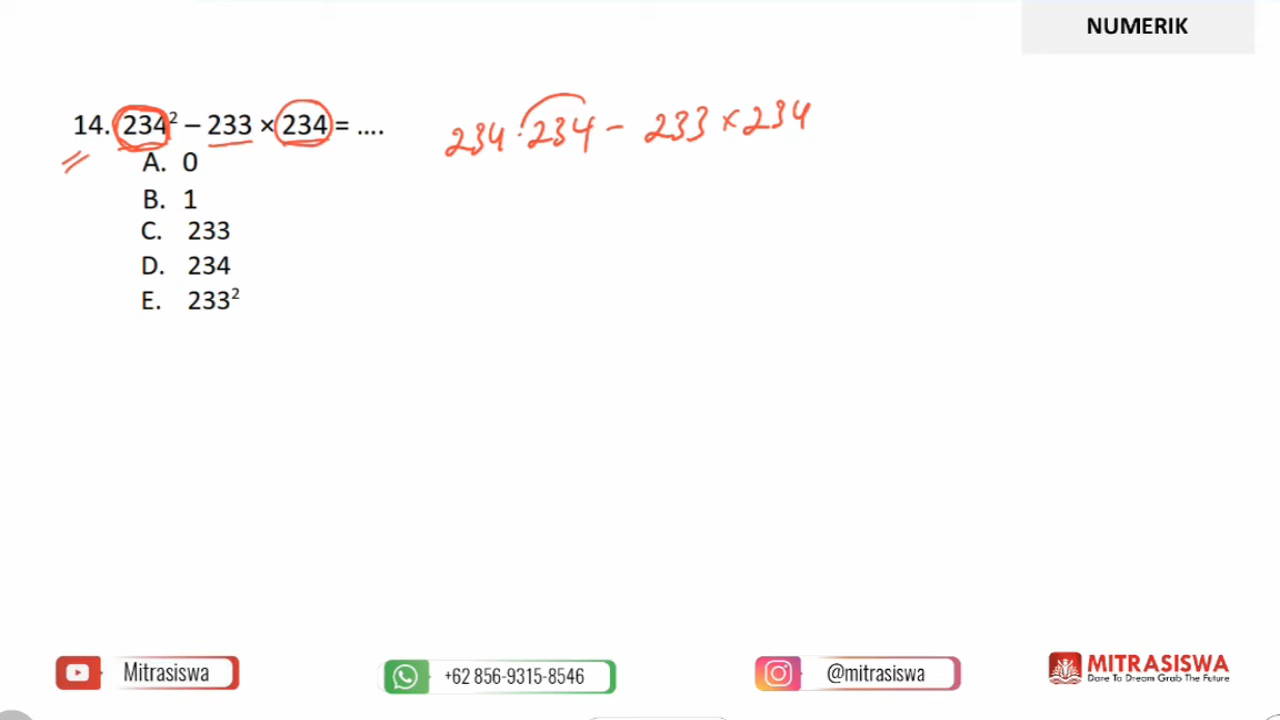 NUMERIK
14. 234² – 233 × 234 = ....
234 · 234 – 233 × 234
A. 0
B. 1
C. 233
D. 234
E. 233²
Mitrasiswa
+62 856-9315-8546
@mitrasiswa
MITRASISWA
Dare To Dream Grab The Future